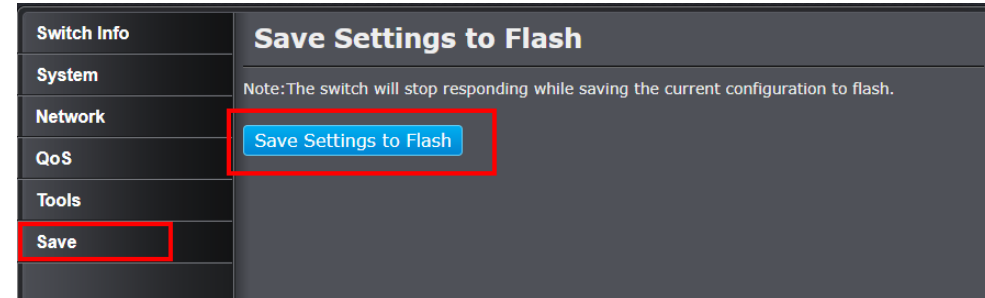 Switch Info
System
Network
QoS
Tools
Save
Save Settings to Flash
Note:The switch will stop responding while saving the current configuration to flash.
Save Settings to Flash